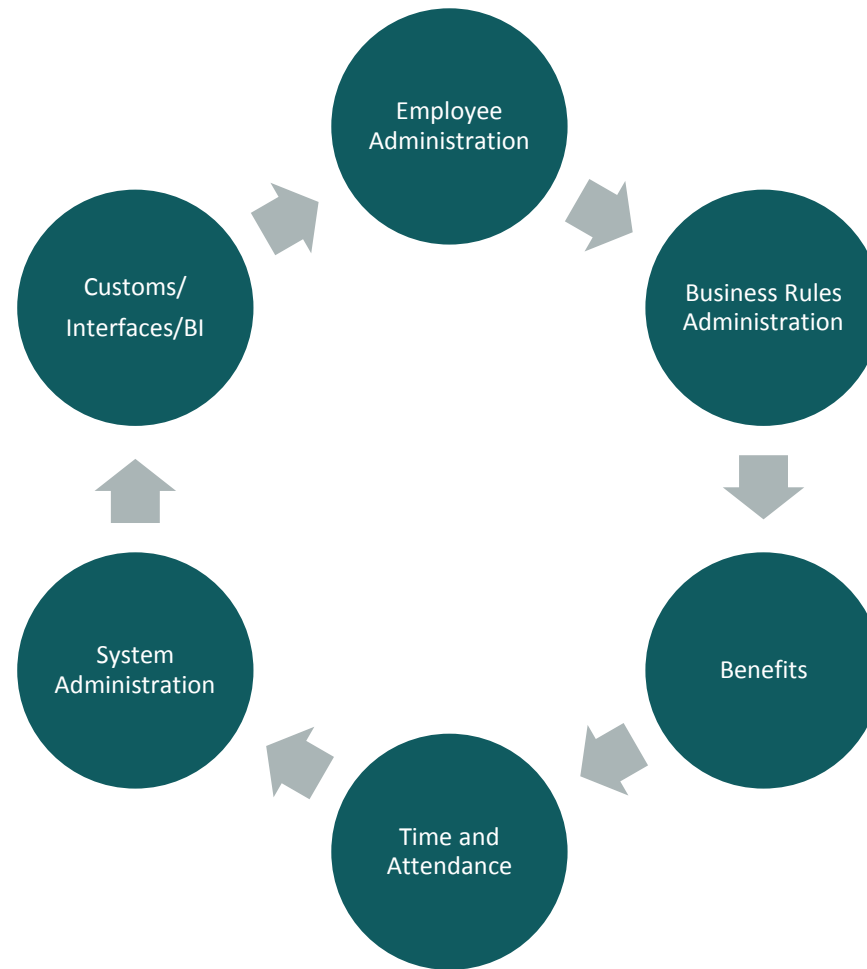 Employee
Administration
Business Rules
Administration
Benefits
Time and
Attendance
System
Administration
Customs/
Interfaces/BI